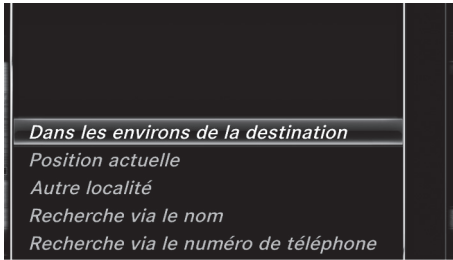 Dans les environs de la destination
Position actuelle
Autre localité
Recherche via le nom
Recherche via le numéro de téléphone